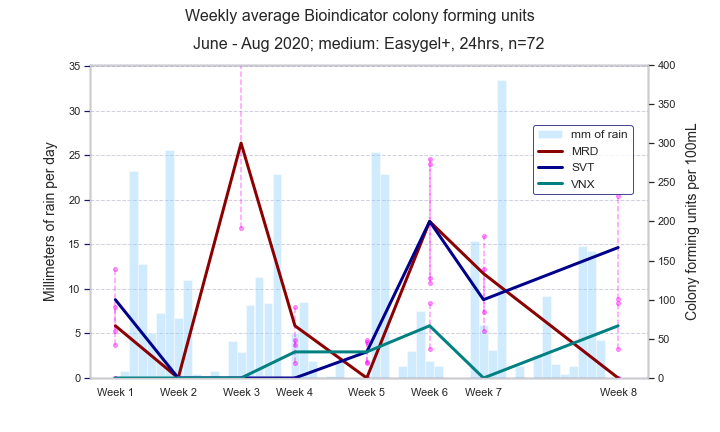 Weekly average Bioindicator colony forming units
June - Aug 2020; medium: Easygel+, 24hrs, n=72
Millimeters of rain per day
35
30
25
20
15
10
5
0
400
350
300
250
200
150
100
50
0
Colony forming units per 100mL
mm of rain
MRD
SVT
VNX
Week 1 Week 2 Week 3 Week 4 Week 5 Week 6 Week 7 Week 8